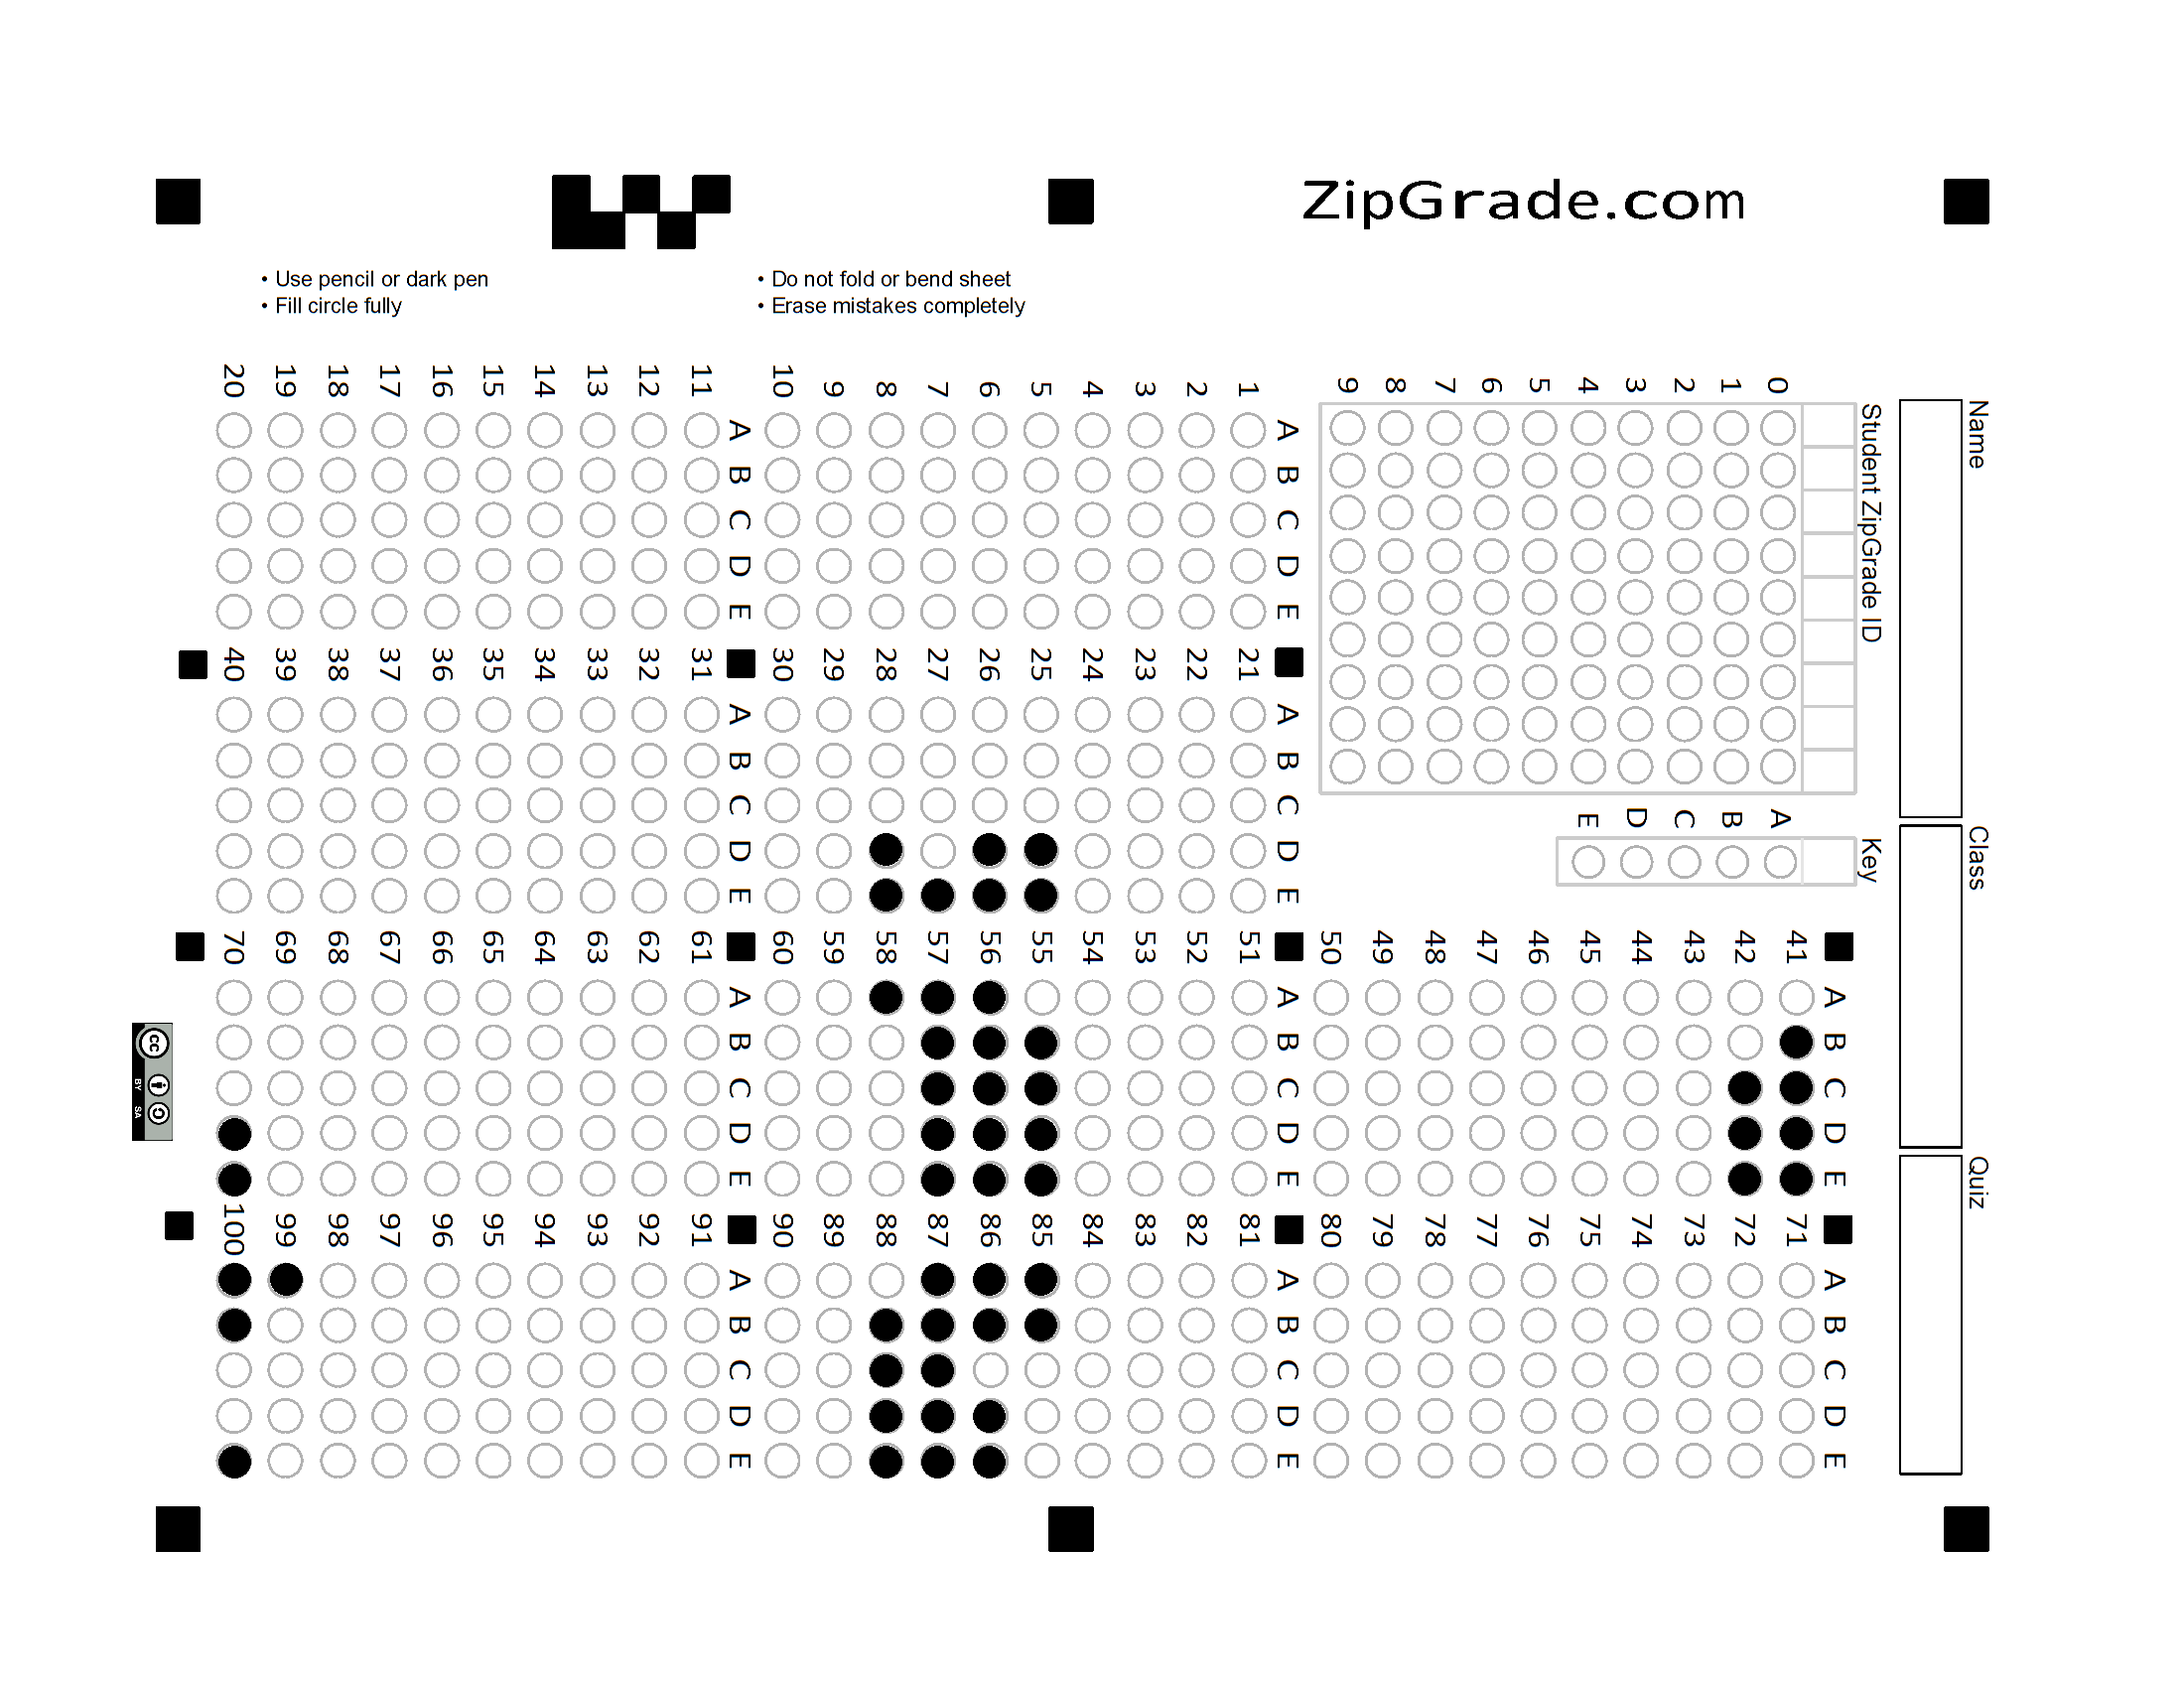 ZipGrade.com
• Use pencil or dark pen
• Fill circle fully
• Do not fold or bend sheet
• Erase mistakes completely
Name
Class
Quiz
Student ZipGrade ID
0 1 2 3 4 5 6 7 8 9
Key
A B C D E
1 2 3 4 5 6 7 8 9 10
A B C D E
11 12 13 14 15 16 17 18 19 20
A B C D E
21 22 23 24 25 26 27 28 29 30
A B C D E
31 32 33 34 35 36 37 38 39 40
A B C D E
41 42 43 44 45 46 47 48 49 50
A B C D E
51 52 53 54 55 56 57 58 59 60
A B C D E
61 62 63 64 65 66 67 68 69 70
A B C D E
71 72 73 74 75 76 77 78 79 80
A B C D E
81 82 83 84 85 86 87 88 89 90
A B C D E
91 92 93 94 95 96 97 98 99 100
A B C D E
cc
BY SA